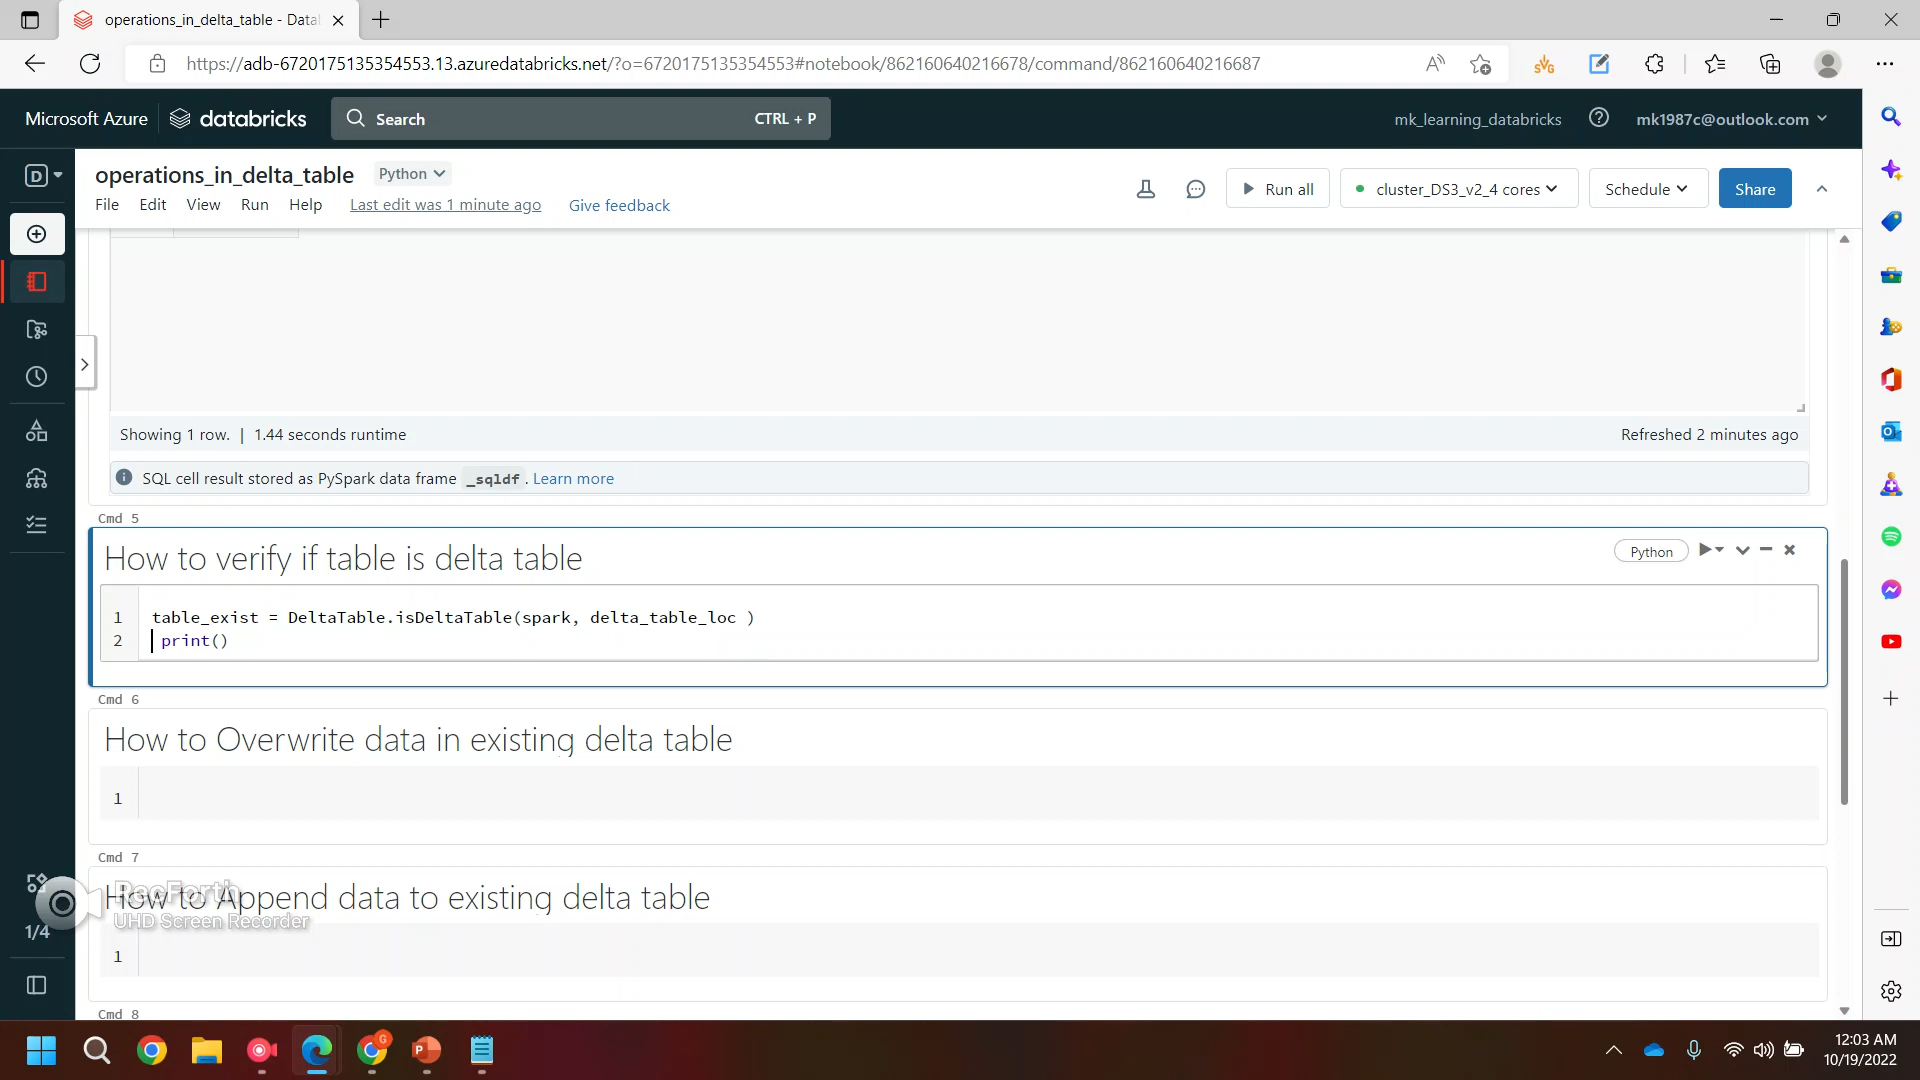 operations_in_delta_table - Datab
https://adb-6720175135354553.13.azuredatabricks.net/?o=6720175135354553#notebook/862160640216678/command/862160640216687
Microsoft Azure databricks Search CTRL + P mk_learning_databricks mk1987c@outlook.com
D operations_in_delta_table Python
File Edit View Run Help Last edit was 1 minute ago Give feedback
Run all cluster_DS3_v2_4 cores Schedule Share
Showing 1 row. | 1.44 seconds runtime Refreshed 2 minutes ago
SQL cell result stored as PySpark data frame _sqldf . Learn more
Cmd 5
How to verify if table is delta table
Python
1 table_exist = DeltaTable.isDeltaTable(spark, delta_table_loc )
2 print()
Cmd 6
How to Overwrite data in existing delta table
1
Cmd 7
How to Append data to existing delta table
RecForth
UHD Screen Recorder
1/4
1
Cmd 8
12:03 AM
10/19/2022